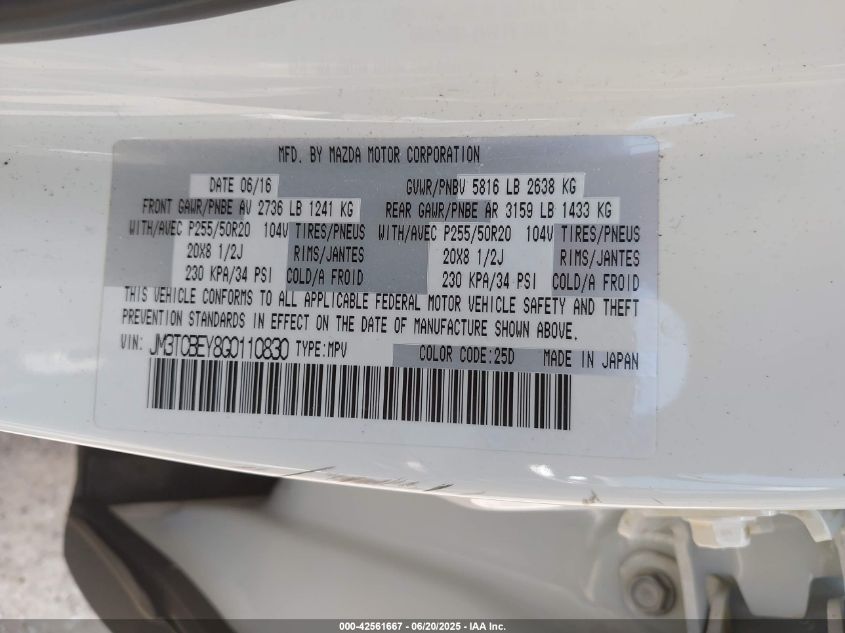 MFD. BY MAZDA MOTOR CORPORATION
DATE 06/16 GVWR/PNBV 5816 LB 2638 KG
FRONT GAWR/PNBE AV 2736 LB 1241 KG REAR GAWR/PNBE AR 3159 LB 1433 KG
WITH/AVEC P255/50R20 104V TIRES/PNEUS WITH/AVEC P255/50R20 104V TIRES/PNEUS
20X8 1/2J RIMS/JANTES 20X8 1/2J RIMS/JANTES
230 KPA/34 PSI COLD/A FROID 230 KPA/34 PSI COLD/A FROID
THIS VEHICLE CONFORMS TO ALL APPLICABLE FEDERAL MOTOR VEHICLE SAFETY AND THEFT
PREVENTION STANDARDS IN EFFECT ON THE DATE OF MANUFACTURE SHOWN ABOVE.
VIN: JM3TCBEY8G0110830 TYPE:MPV COLOR CODE:25D MADE IN JAPAN
000-42561667 - 06/20/2025 - IAA Inc.